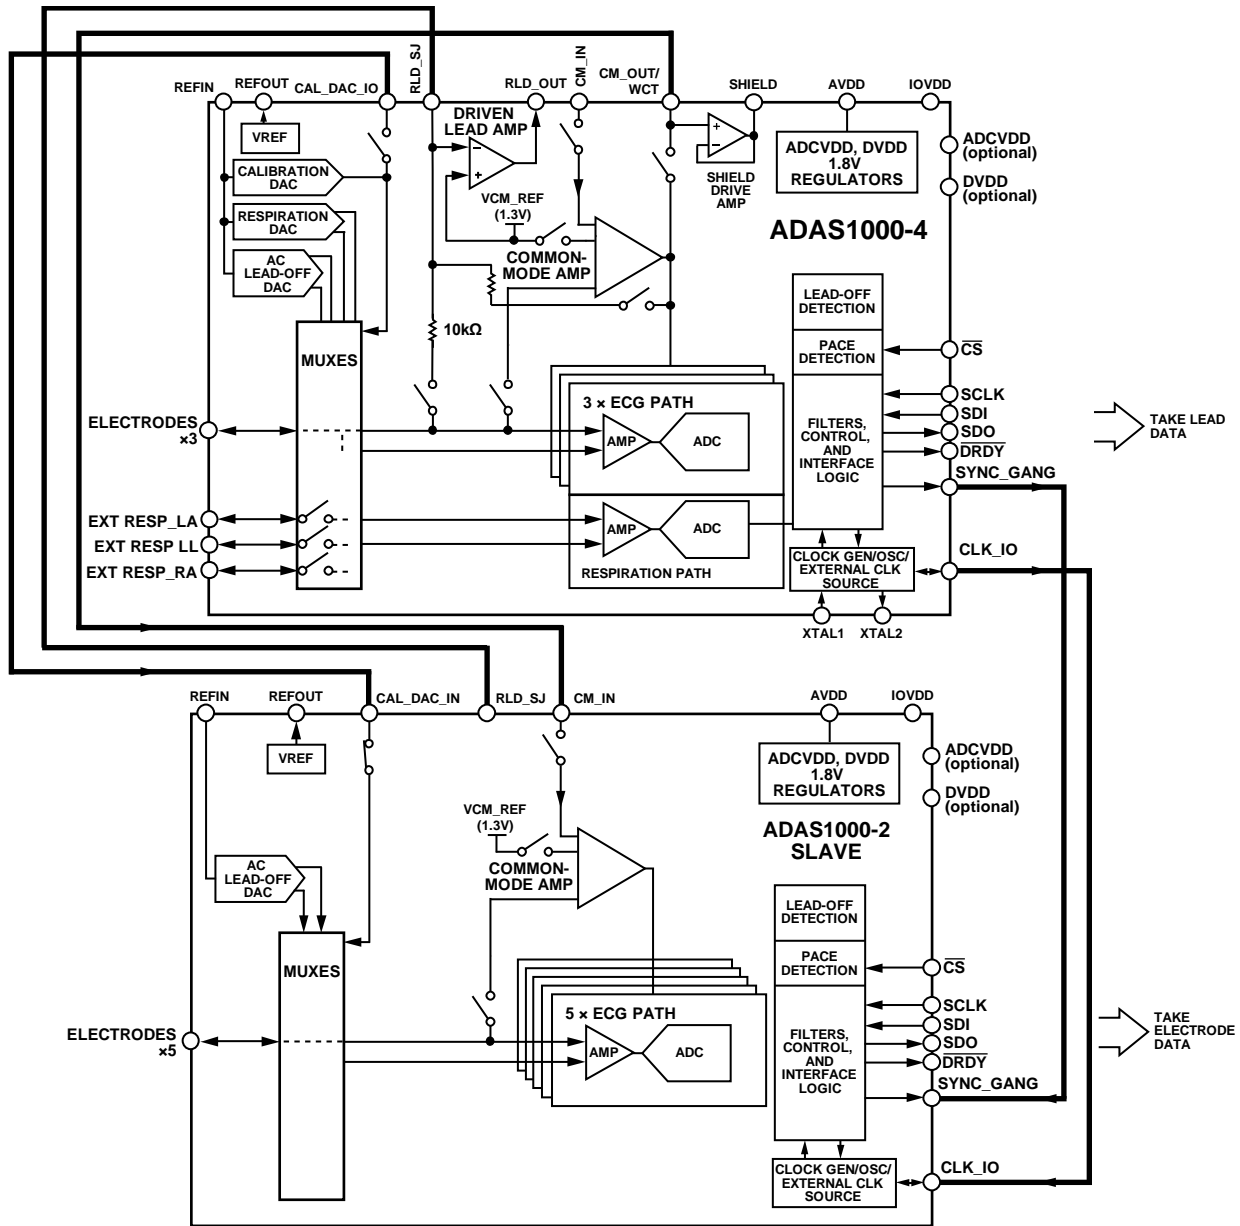 REFIN
REFOUT
CAL_DAC_IO
RLD_SJ
RLD_OUT
CM_IN
CM_OUT/
WCT
SHIELD
AVDD
IOVDD
VREF
DRIVEN
LEAD AMP
SHIELD
DRIVE
AMP
ADCVDD, DVDD
1.8V
REGULATORS
ADCVDD
(optional)
DVDD
(optional)
CALIBRATION
DAC
RESPIRATION
DAC
AC
LEAD-OFF
DAC
VCM_REF
(1.3V)
COMMON-
MODE AMP
ADAS1000-4
10kΩ
MUXES
LEAD-OFF
DETECTION
PACE
DETECTION
FILTERS,
CONTROL,
AND
INTERFACE
LOGIC
CS
SCLK
SDI
SDO
DRDY
SYNC_GANG
TAKE LEAD
DATA
ELECTRODES
×3
3 × ECG PATH
AMP
ADC
EXT RESP_LA
EXT RESP LL
EXT RESP_RA
AMP
ADC
RESPIRATION PATH
CLOCK GEN/OSC/
EXTERNAL CLK
SOURCE
CLK_IO
XTAL1
XTAL2
REFIN
REFOUT
CAL_DAC_IN
RLD_SJ
CM_IN
AVDD
IOVDD
VREF
ADCVDD, DVDD
1.8V
REGULATORS
ADCVDD
(optional)
DVDD
(optional)
VCM_REF
(1.3V)
COMMON-
MODE AMP
ADAS1000-2
SLAVE
AC
LEAD-OFF
DAC
MUXES
LEAD-OFF
DETECTION
PACE
DETECTION
FILTERS,
CONTROL,
AND
INTERFACE
LOGIC
CS
SCLK
SDI
SDO
DRDY
SYNC_GANG
TAKE
ELECTRODE
DATA
ELECTRODES
×5
5 × ECG PATH
AMP
ADC
CLOCK GEN/OSC/
EXTERNAL CLK
SOURCE
CLK_IO